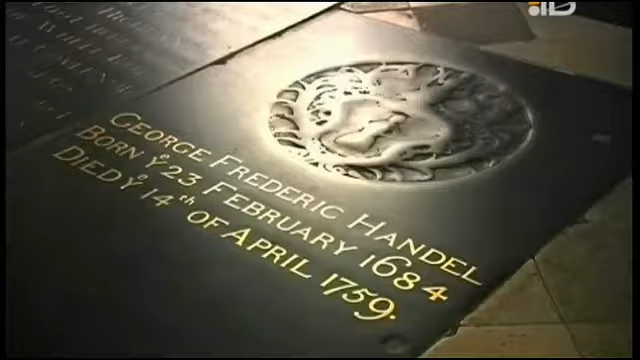 GEORGE FREDERIC HANDEL
BORN Yᵉ 23 FEBRUARY 1684
DIED Yᵉ 14ᵗʰ OF APRIL 1759.